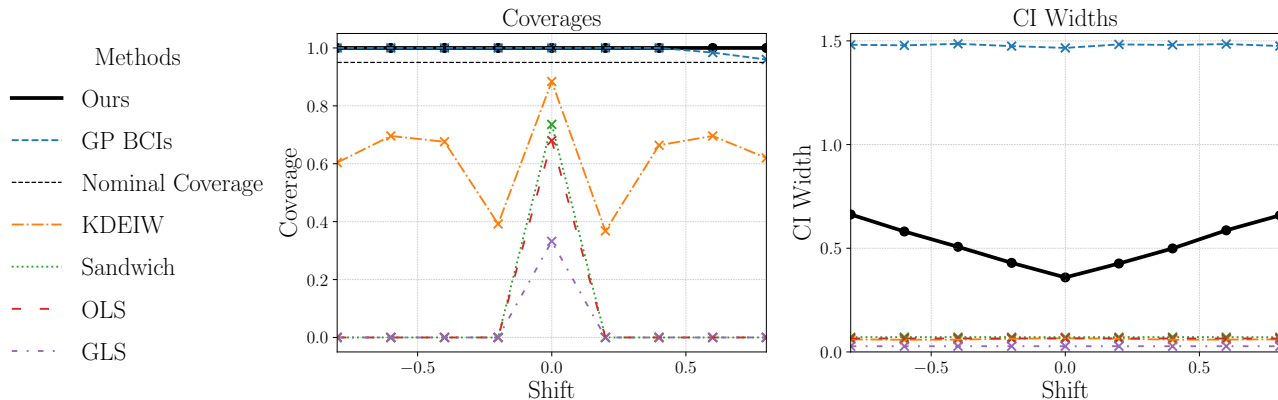 Methods
Ours
GP BCIs
Nominal Coverage
KDEIW
Sandwich
OLS
GLS
Coverages
Coverage
1.0
0.8
0.6
0.4
0.2
0.0
−0.5
0.0
0.5
Shift
CI Widths
CI Width
1.5
1.0
0.5
0.0
−0.5
0.0
0.5
Shift